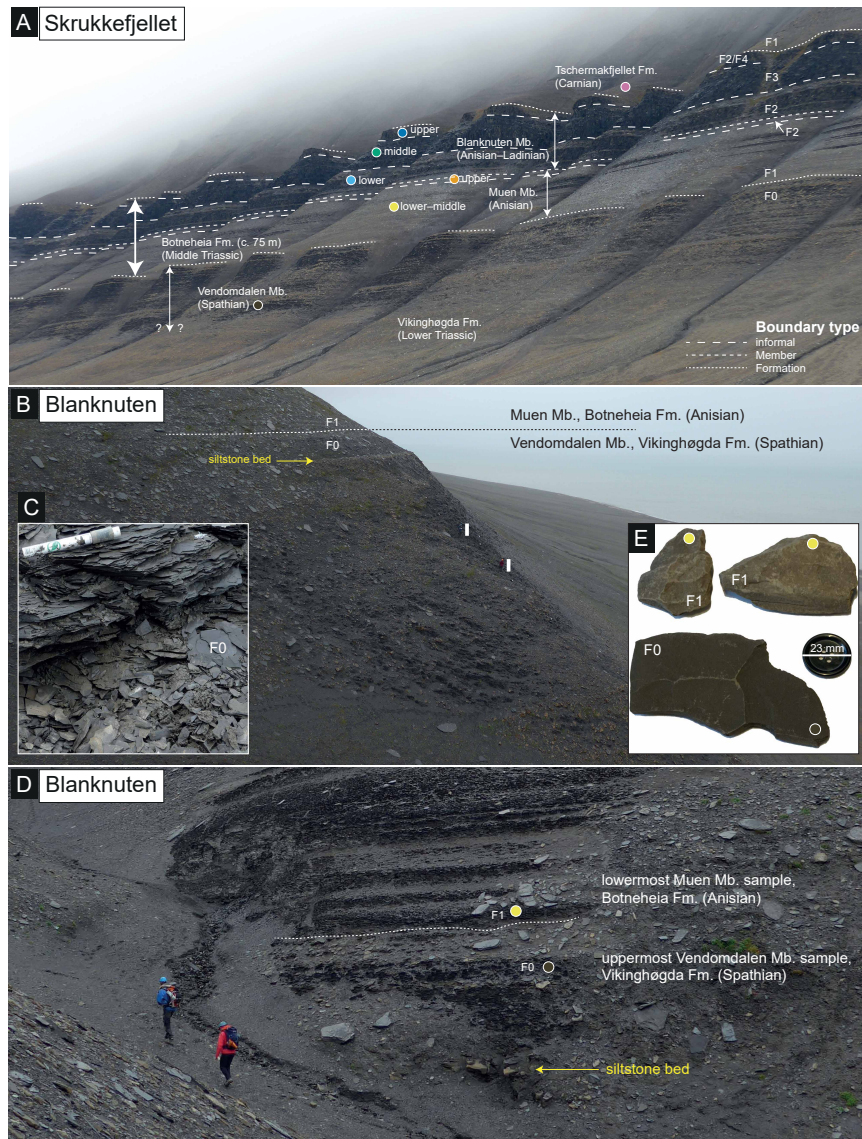 A Skrukkefjellet
F1
F2/F4
Tschermakfjellet Fm.
(Carnian)
F3
upper
F2
middle
Blanknuten Mb.
(Anisian–Ladinian)
F2
lower
upper
Muen Mb.
(Anisian)
F1
lower–middle
F0
Botneheia Fm. (c. 75 m)
(Middle Triassic)
Vendomdalen Mb.
(Spathian)
? ?
Vikinghøgda Fm.
(Lower Triassic)
Boundary type
informal
Member
Formation
B Blanknuten
F1
Muen Mb., Botneheia Fm. (Anisian)
F0
Vendomdalen Mb., Vikinghøgda Fm. (Spathian)
siltstone bed
C
F0
E
F1
F1
F0
23 mm
D Blanknuten
lowermost Muen Mb. sample,
Botneheia Fm. (Anisian)
F1
uppermost Vendomdalen Mb. sample,
Vikinghøgda Fm. (Spathian)
F0
siltstone bed